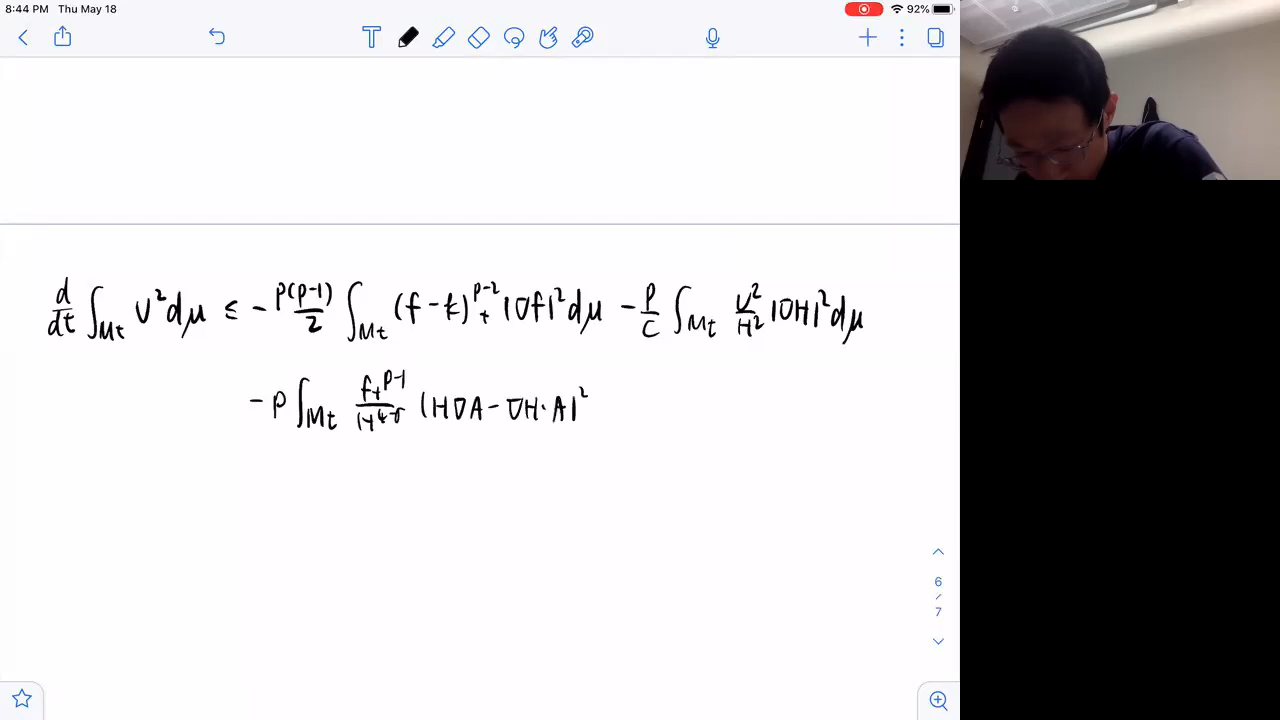 8:44 PM Thu May 18
92%
d/dt ∫_{Mt} v² dμ ≤ - p(p-1)/2 ∫_{Mt} (f-k)_+^{p-2} |∇f|² dμ - p/c ∫_{Mt} v²/H² |∇H|² dμ
- p ∫_{Mt} f_+^{p-1}/H^{4-σ} |H∇A - ∇H·A|²
6
/
7